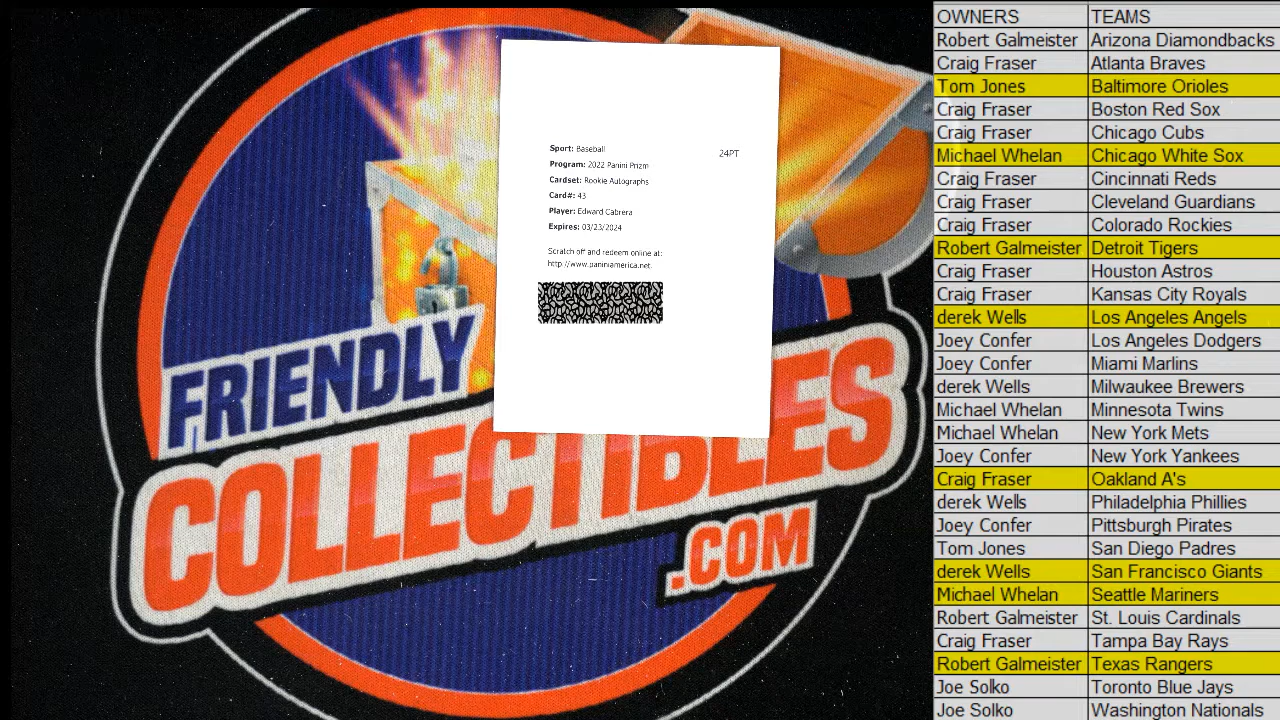 Sport: Baseball
24PT
Program: 2022 Panini Prizm
Cardset: Rookie Autographs
Card#: 43
Player: Edward Cabrera
Expires: 03/23/2024
Scratch off and redeem online at:
http://www.paniniamerica.net.
FRIENDLY
COLLECTIBLES
.COM
OWNERS TEAMS
Robert Galmeister Arizona Diamondbacks
Craig Fraser Atlanta Braves
Tom Jones Baltimore Orioles
Craig Fraser Boston Red Sox
Craig Fraser Chicago Cubs
Michael Whelan Chicago White Sox
Craig Fraser Cincinnati Reds
Craig Fraser Cleveland Guardians
Craig Fraser Colorado Rockies
Robert Galmeister Detroit Tigers
Craig Fraser Houston Astros
Craig Fraser Kansas City Royals
derek Wells Los Angeles Angels
Joey Confer Los Angeles Dodgers
Joey Confer Miami Marlins
derek Wells Milwaukee Brewers
Michael Whelan Minnesota Twins
Michael Whelan New York Mets
Joey Confer New York Yankees
Craig Fraser Oakland A's
derek Wells Philadelphia Phillies
Joey Confer Pittsburgh Pirates
Tom Jones San Diego Padres
derek Wells San Francisco Giants
Michael Whelan Seattle Mariners
Robert Galmeister St. Louis Cardinals
Craig Fraser Tampa Bay Rays
Robert Galmeister Texas Rangers
Joe Solko Toronto Blue Jays
Joe Solko Washington Nationals